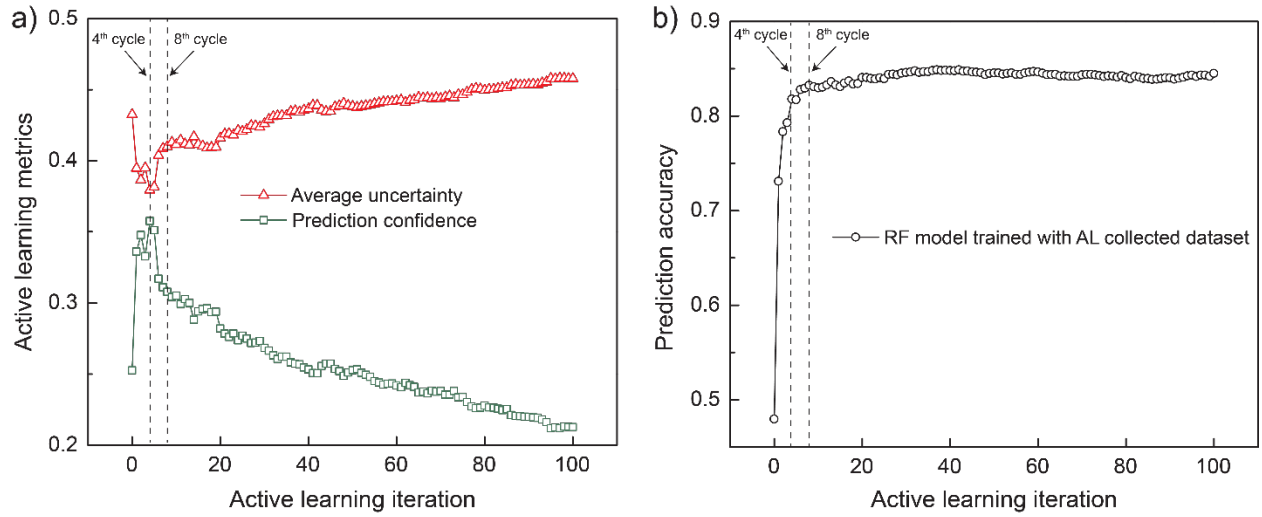 a)
0.5
0.4
0.3
0.2
Active learning metrics
4th cycle
8th cycle
Average uncertainty
Prediction confidence
0 20 40 60 80 100
Active learning iteration
b)
0.9
0.8
0.7
0.6
0.5
Prediction accuracy
4th cycle
8th cycle
RF model trained with AL collected dataset
0 20 40 60 80 100
Active learning iteration